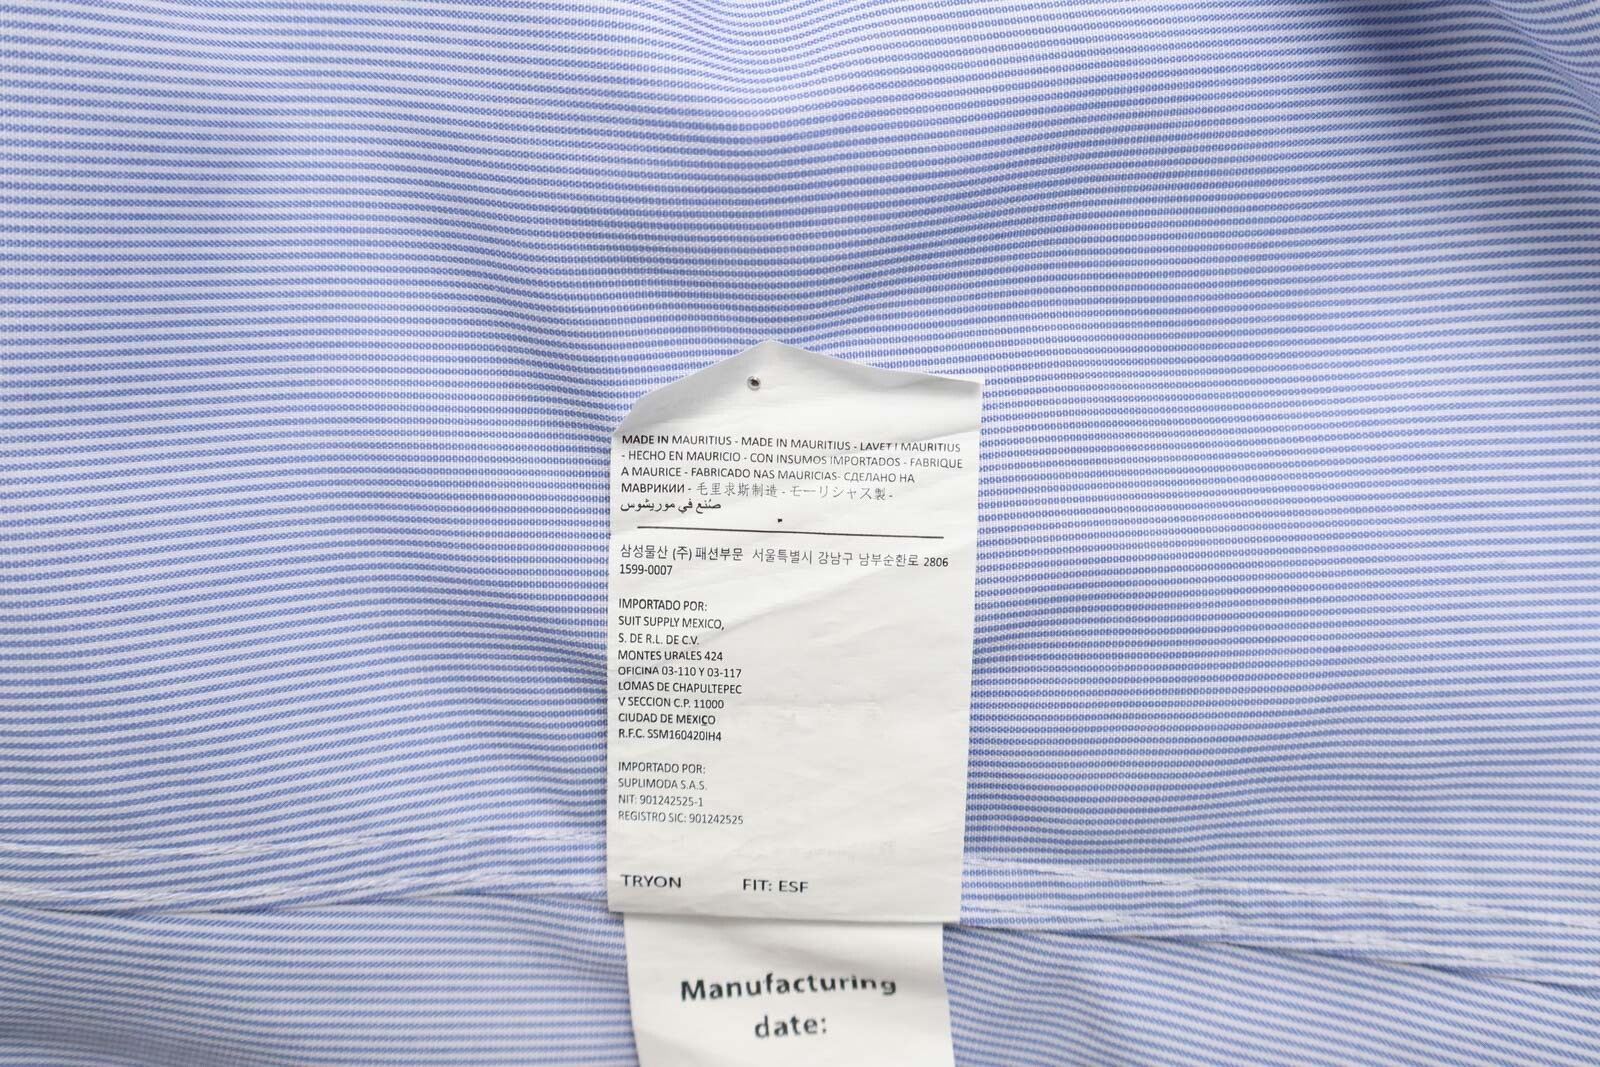 MADE IN MAURITIUS - MADE IN MAURITIUS - LAVET I MAURITIUS
- HECHO EN MAURICIO - CON INSUMOS IMPORTADOS - FABRIQUE
A MAURICE - FABRICADO NAS MAURICIAS- СДЕЛАНО НА
МАВРИКИИ - 毛里求斯制造 - モーリシャス製 -
صُنع في موريشوس
삼성물산 (주) 패션부문 서울특별시 강남구 남부순환로 2806
1599-0007
IMPORTADO POR:
SUIT SUPPLY MEXICO,
S. DE R.L. DE C.V.
MONTES URALES 424
OFICINA 03-110 Y 03-117
LOMAS DE CHAPULTEPEC
V SECCION C.P. 11000
CIUDAD DE MEXICO
R.F.C. SSM160420IH4
IMPORTADO POR:
SUPLIMODA S.A.S.
NIT: 901242525-1
REGISTRO SIC: 901242525
TRYON FIT: ESF
Manufacturing
date: